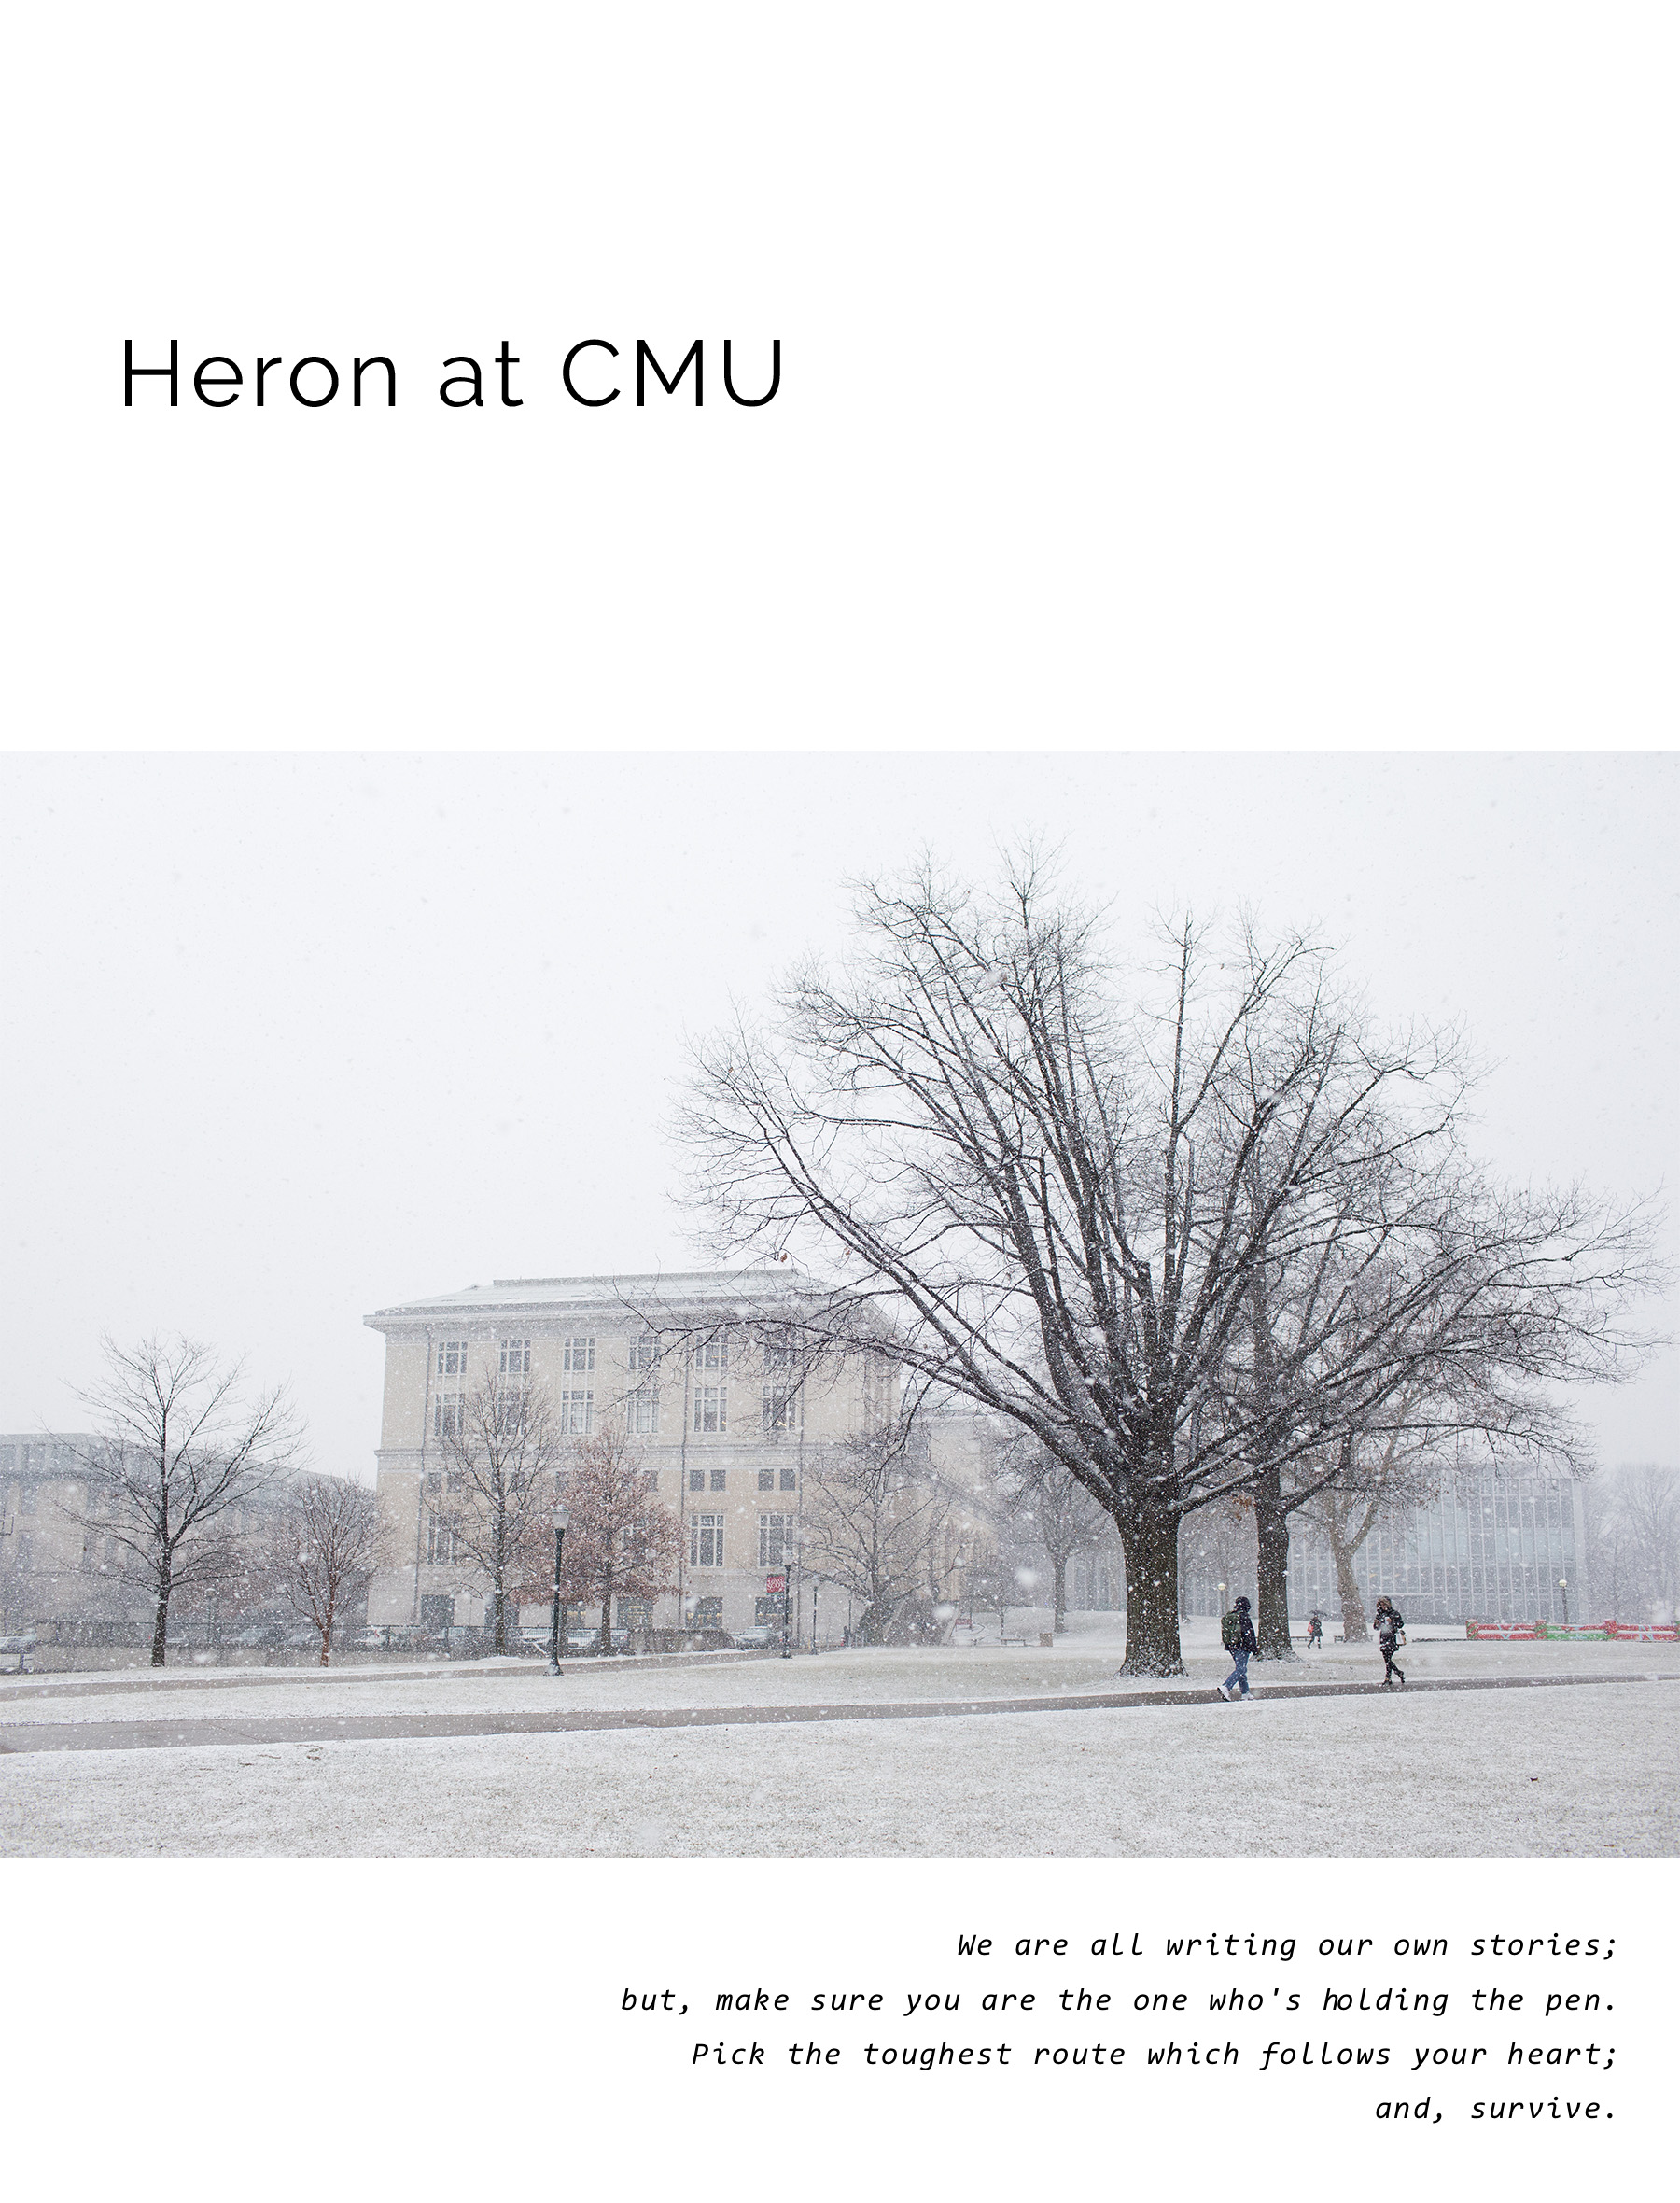 Heron at CMU
We are all writing our own stories;
but, make sure you are the one who's holding the pen.
Pick the toughest route which follows your heart;
and, survive.